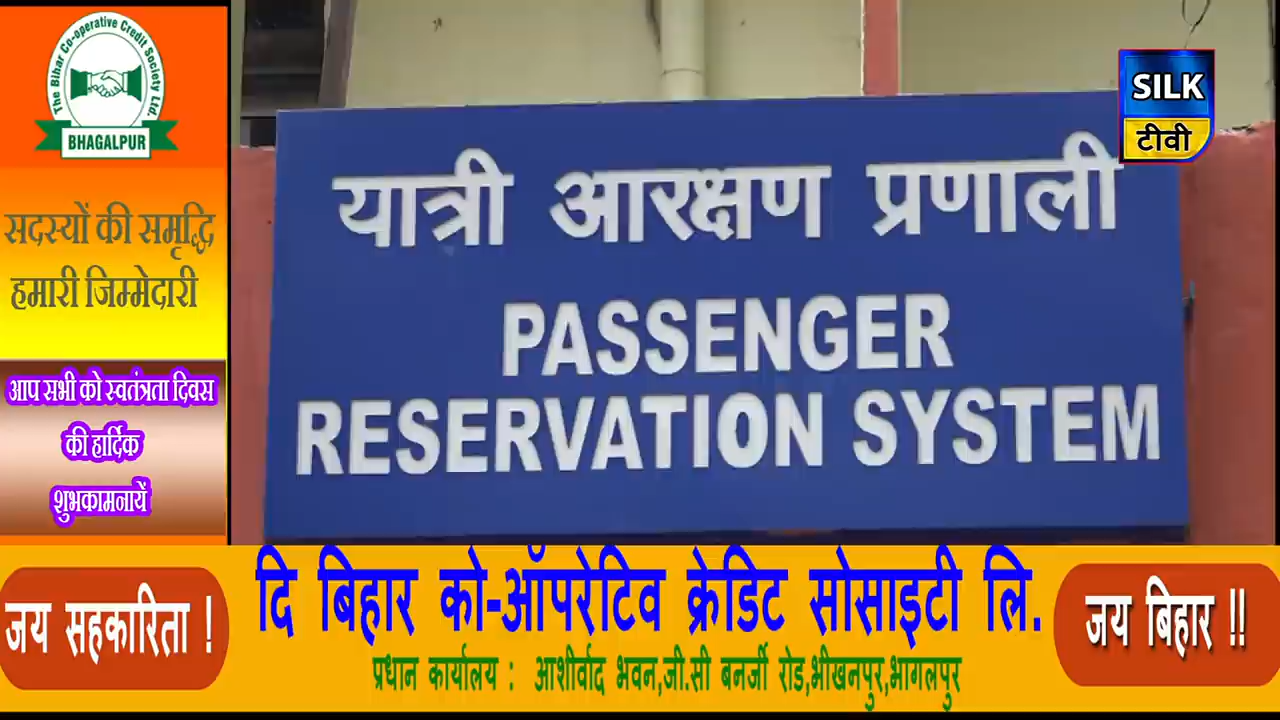 The Bihar Co-operative Credit Society Ltd.
BHAGALPUR
सदस्यों की समृद्धि
हमारी जिम्मेदारी
आप सभी को स्वतंत्रता दिवस
की हार्दिक
शुभकामनायें
SILK
टीवी
यात्री आरक्षण प्रणाली
PASSENGER
RESERVATION SYSTEM
जय सहकारिता !
दि बिहार को-ऑपरेटिव क्रेडिट सोसाइटी लि.
प्रधान कार्यालय : आशीर्वाद भवन,जी.सी बनर्जी रोड,भीखनपुर,भागलपुर
जय बिहार !!